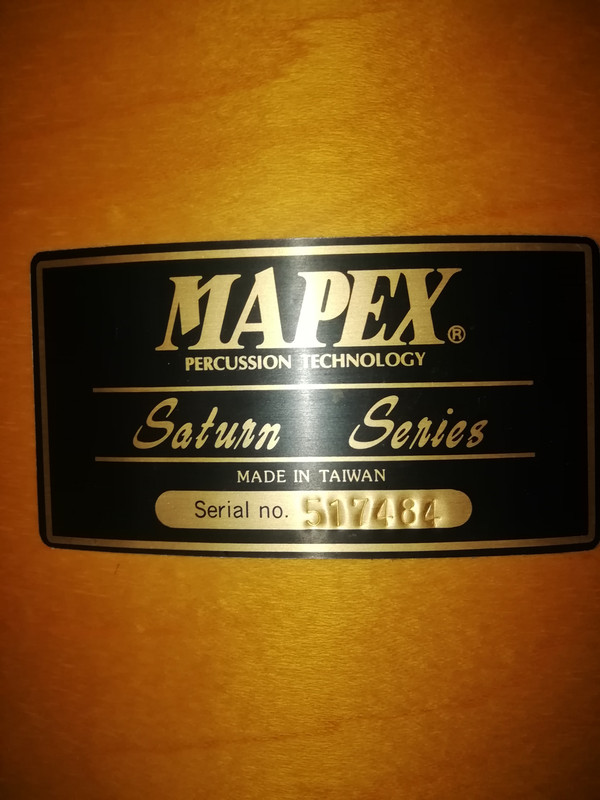 MAPEX®
PERCUSSION TECHNOLOGY
Saturn Series
MADE IN TAIWAN
Serial no. 517484